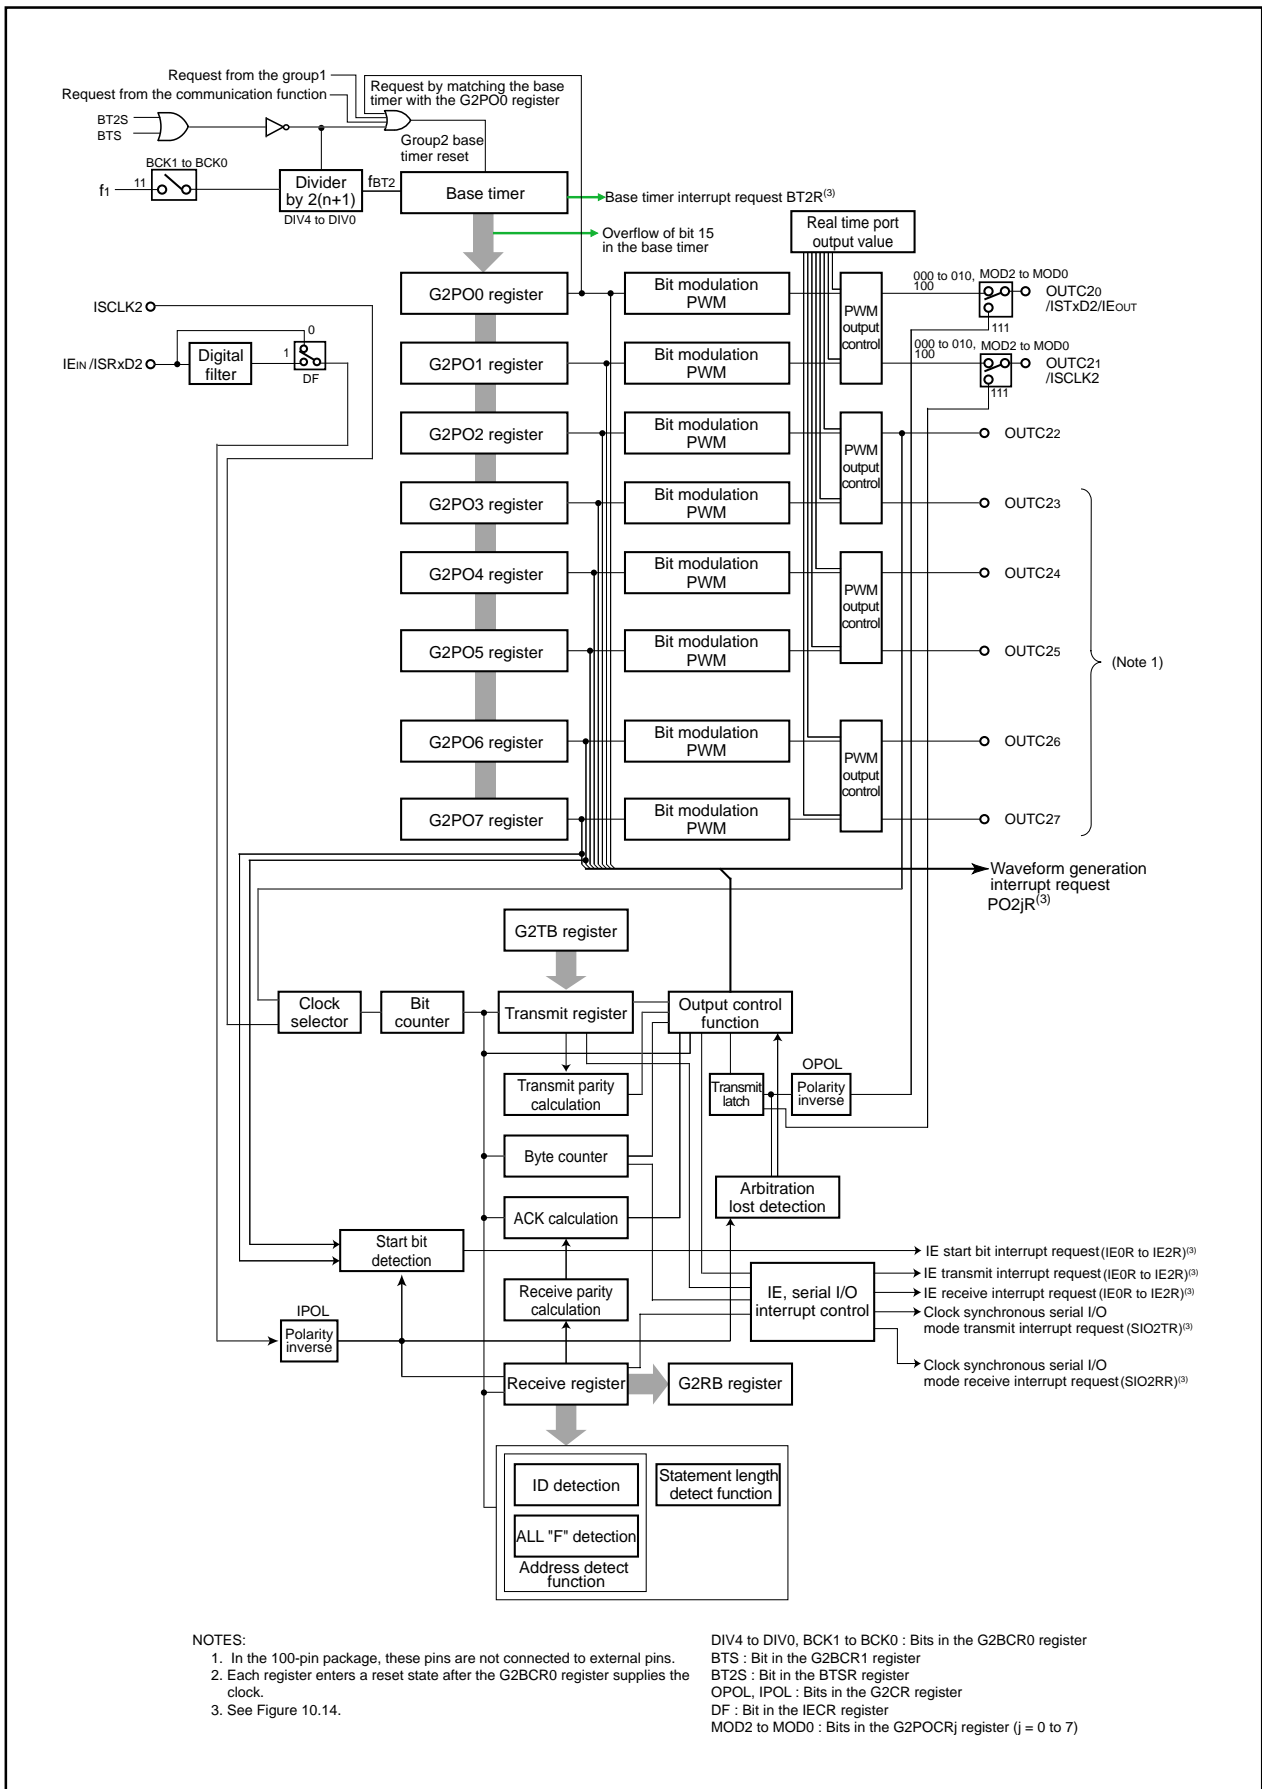 Request from the group1
Request from the communication function
Request by matching the base
timer with the G2PO0 register
BT2S
BTS
Group2 base
timer reset
BCK1 to BCK0
f1
11
Divider
by 2(n+1)
DIV4 to DIV0
fBT2
Base timer
Base timer interrupt request BT2R(3)
Overflow of bit 15
in the base timer
Real time port
output value
ISCLK2
IEIN /ISRxD2
Digital
filter
0
1
DF
G2PO0 register
Bit modulation
PWM
PWM
output
control
000 to 010,
100
MOD2 to MOD0
111
OUTC20
/ISTxD2/IEOUT
G2PO1 register
Bit modulation
PWM
000 to 010,
100
MOD2 to MOD0
111
OUTC21
/ISCLK2
G2PO2 register
Bit modulation
PWM
PWM
output
control
OUTC22
G2PO3 register
Bit modulation
PWM
OUTC23
G2PO4 register
Bit modulation
PWM
PWM
output
control
OUTC24
G2PO5 register
Bit modulation
PWM
OUTC25
(Note 1)
G2PO6 register
Bit modulation
PWM
PWM
output
control
OUTC26
G2PO7 register
Bit modulation
PWM
OUTC27
Waveform generation
interrupt request
PO2jR(3)
G2TB register
Clock
selector
Bit
counter
Transmit register
Output control
function
Transmit parity
calculation
Transmit
latch
OPOL
Polarity
inverse
Byte counter
Arbitration
lost detection
ACK calculation
Start bit
detection
Receive parity
calculation
IE, serial I/O
interrupt control
IE start bit interrupt request (IE0R to IE2R)(3)
IE transmit interrupt request (IE0R to IE2R)(3)
IE receive interrupt request (IE0R to IE2R)(3)
Clock synchronous serial I/O
mode transmit interrupt request (SIO2TR)(3)
Clock synchronous serial I/O
mode receive interrupt request (SIO2RR)(3)
IPOL
Polarity
inverse
Receive register
G2RB register
ID detection
Statement length
detect function
ALL "F" detection
Address detect
function
NOTES:
1. In the 100-pin package, these pins are not connected to external pins.
2. Each register enters a reset state after the G2BCR0 register supplies the
clock.
3. See Figure 10.14.
DIV4 to DIV0, BCK1 to BCK0 : Bits in the G2BCR0 register
BTS : Bit in the G2BCR1 register
BT2S : Bit in the BTSR register
OPOL, IPOL : Bits in the G2CR register
DF : Bit in the IECR register
MOD2 to MOD0 : Bits in the G2POCRj register (j = 0 to 7)